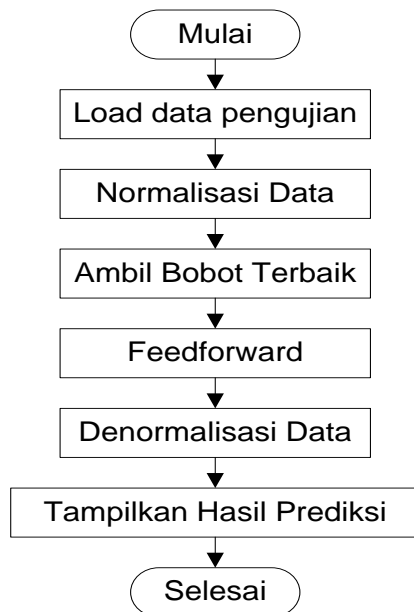 Mulai
Load data pengujian
Normalisasi Data
Ambil Bobot Terbaik
Feedforward
Denormalisasi Data
Tampilkan Hasil Prediksi
Selesai